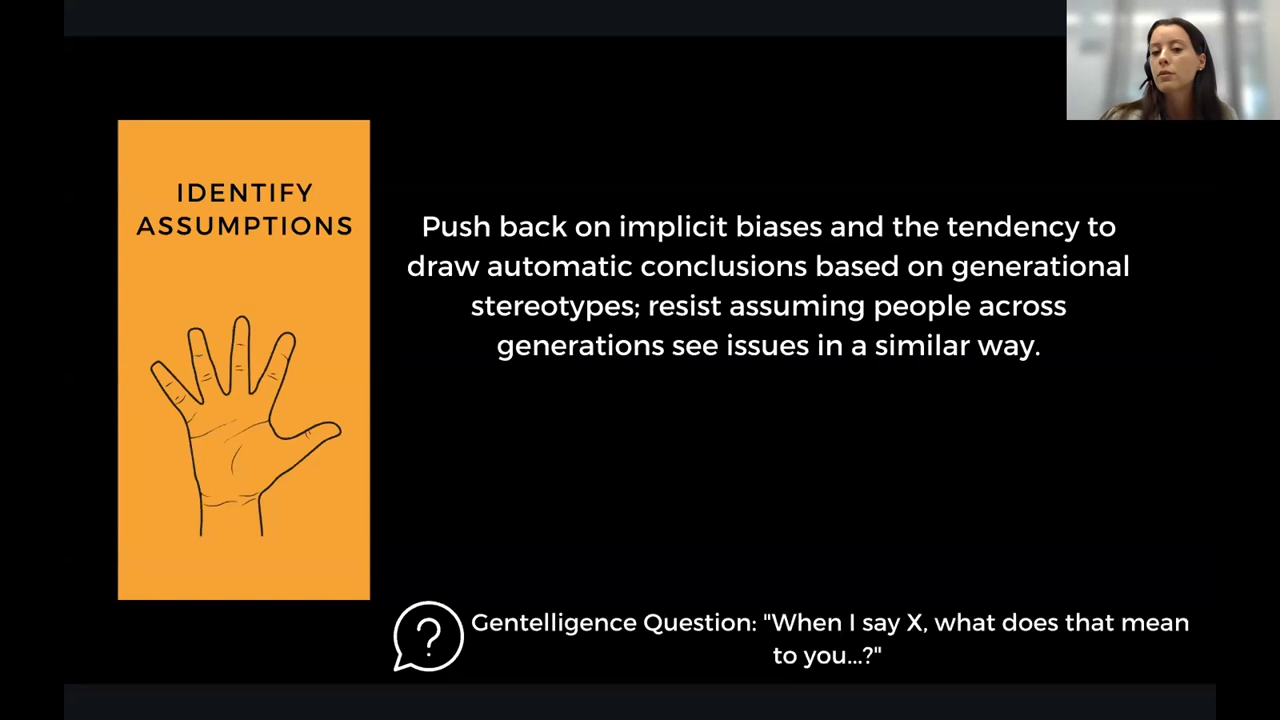 IDENTIFY
ASSUMPTIONS
Push back on implicit biases and the tendency to
draw automatic conclusions based on generational
stereotypes; resist assuming people across
generations see issues in a similar way.
?
Gentelligence Question: "When I say X, what does that mean
to you...?"